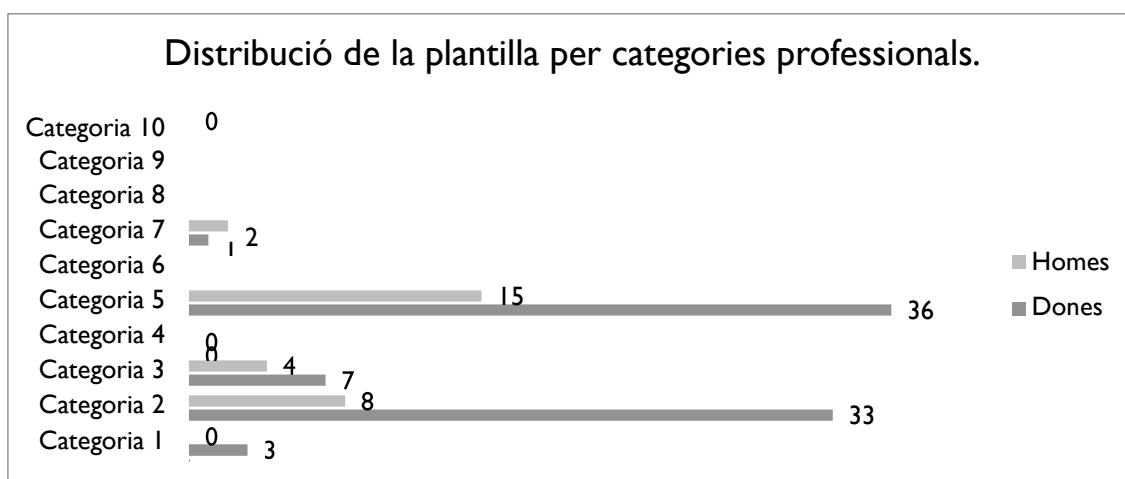 Distribució de la plantilla per categories professionals.
Categoria 10 0
Categoria 9
Categoria 8
Categoria 7 2
1
Categoria 6
Homes
Categoria 5 15
36
Dones
Categoria 4 0
0
Categoria 3 4
7
Categoria 2 8
33
Categoria 1 0
3